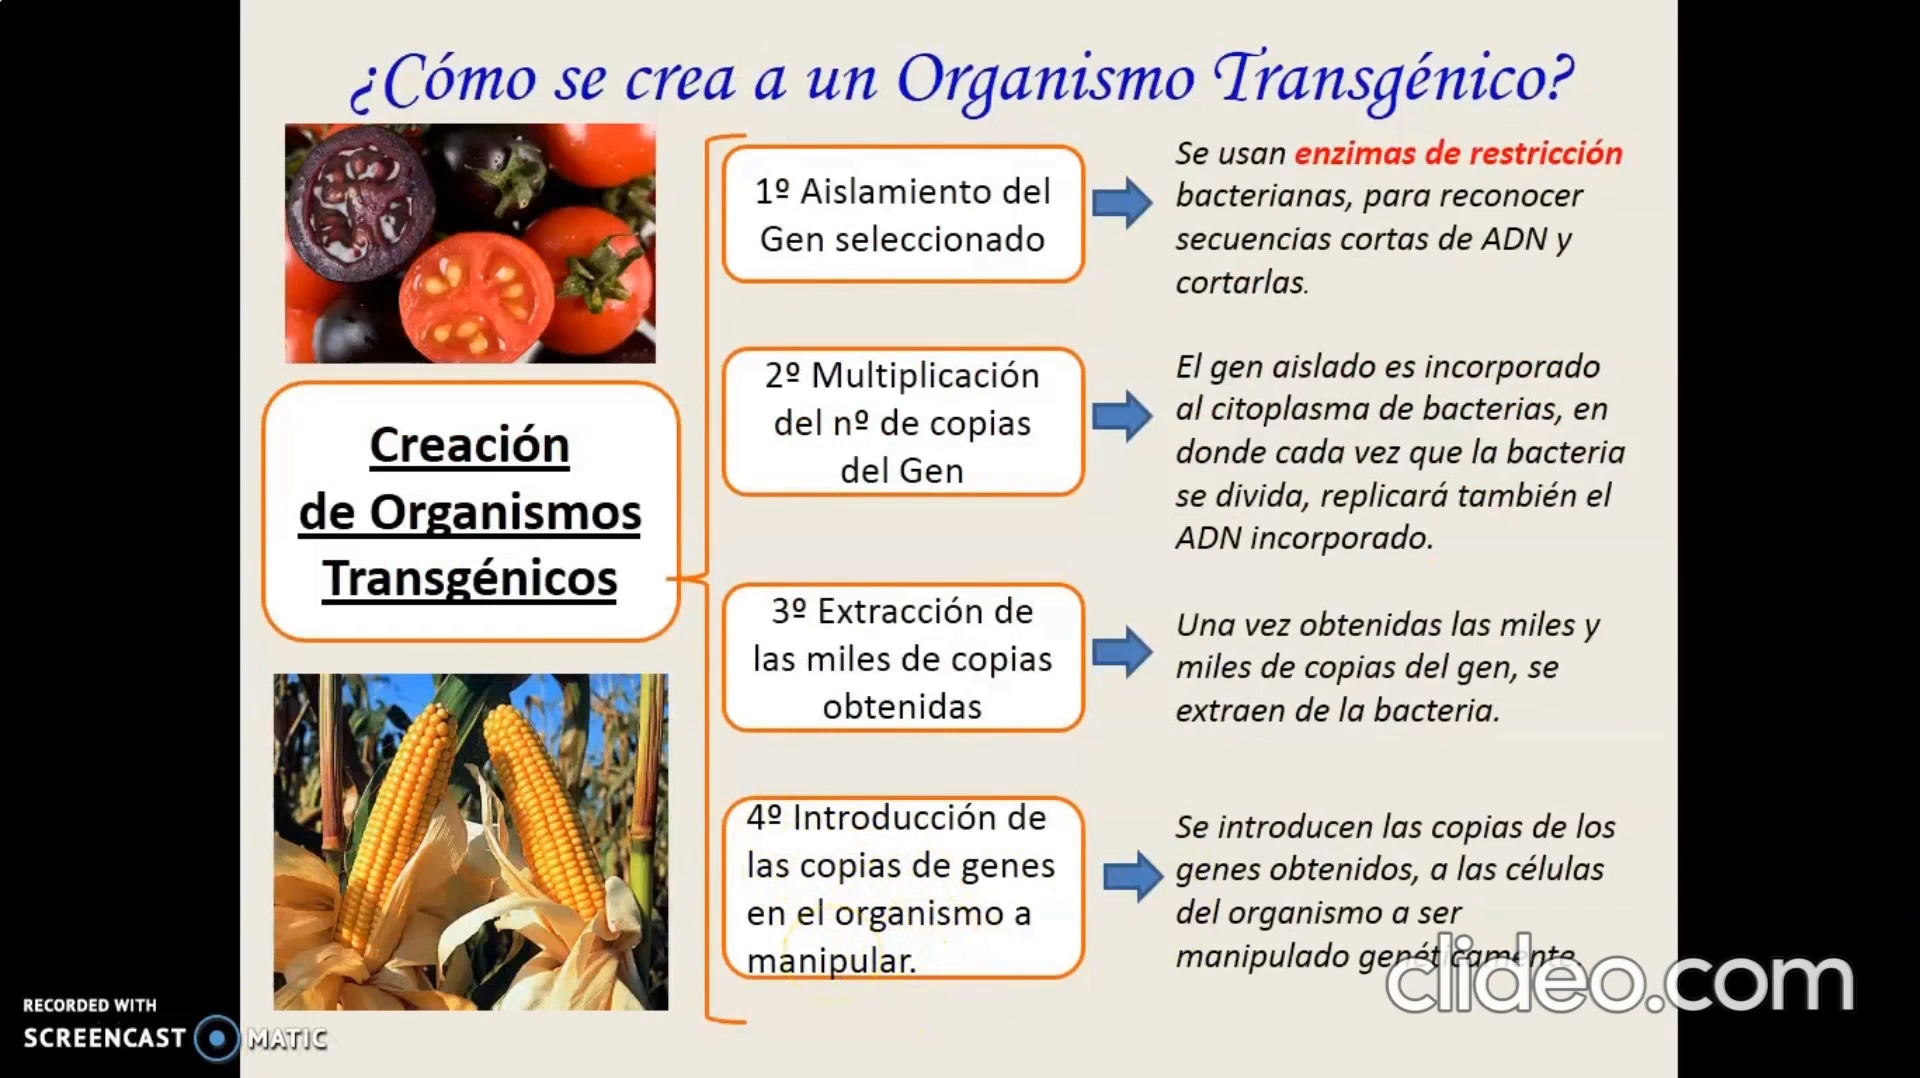 ¿Cómo se crea a un Organismo Transgénico?
Creación
de Organismos
Transgénicos
1º Aislamiento del
Gen seleccionado
Se usan enzimas de restricción
bacterianas, para reconocer
secuencias cortas de ADN y
cortarlas.
2º Multiplicación
del nº de copias
del Gen
El gen aislado es incorporado
al citoplasma de bacterias, en
donde cada vez que la bacteria
se divida, replicará también el
ADN incorporado.
3º Extracción de
las miles de copias
obtenidas
Una vez obtenidas las miles y
miles de copias del gen, se
extraen de la bacteria.
4º Introducción de
las copias de genes
en el organismo a
manipular.
Se introducen las copias de los
genes obtenidos, a las células
del organismo a ser
manipulado genéticamente.
clideo.com
RECORDED WITH
SCREENCAST MATIC